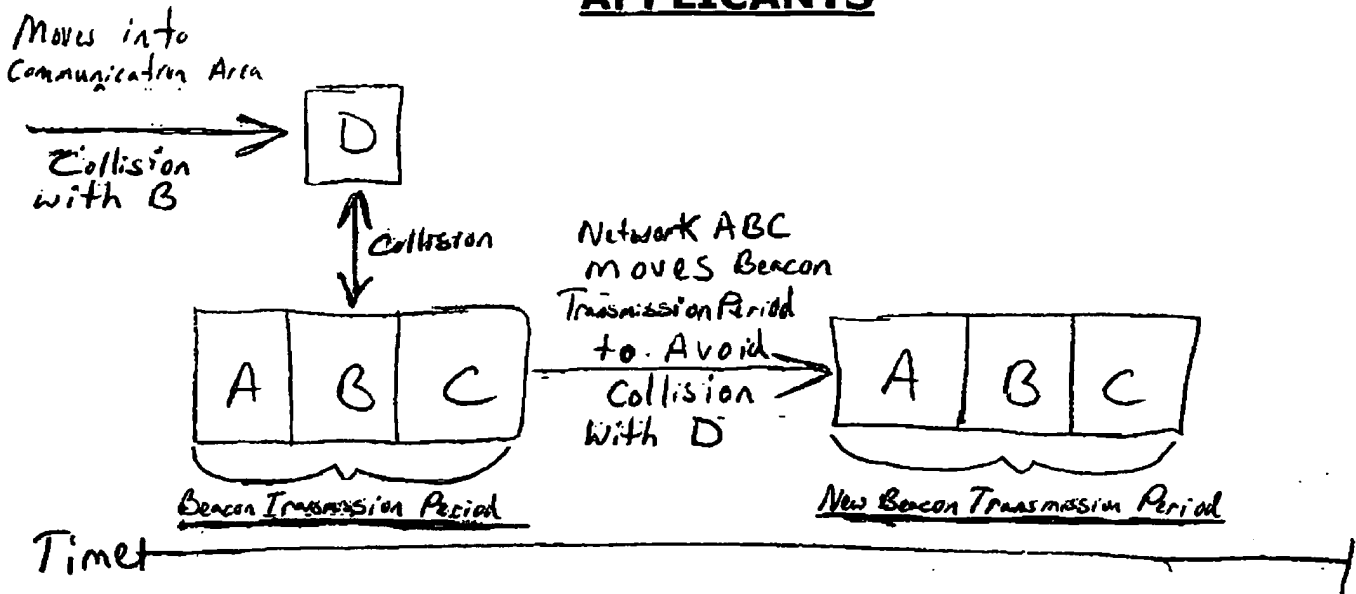 APPLICANTS
Moves into
Communication Area
Collision
with B
D
Collision
Network ABC
moves Beacon
Transmission Period
to Avoid
Collision
with D
A B C
A B C
Beacon Transmission Period
New Beacon Transmission Period
Time